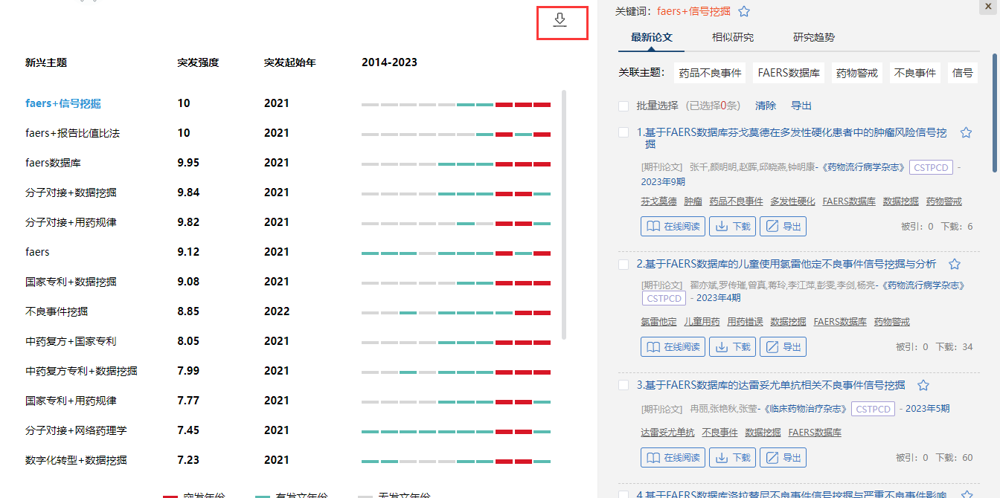 新兴主题 突发强度 突发起始年 2014-2023
faers+信号挖掘 10 2021
faers+报告比值比法 10 2021
faers数据库 9.95 2021
分子对接+数据挖掘 9.84 2021
分子对接+用药规律 9.82 2021
faers 9.12 2021
国家专利+数据挖掘 9.08 2021
不良事件挖掘 8.85 2022
中药复方+国家专利 8.05 2021
中药复方专利+数据挖掘 7.99 2021
国家专利+用药规律 7.77 2021
分子对接+网络药理学 7.45 2021
数字化转型+数据挖掘 7.23 2021
突发年份 有发文年份 无发文年份
关键词: faers+信号挖掘
最新论文 相似研究 研究趋势
关联主题: 药品不良事件 FAERS数据库 药物警戒 不良事件 信号
批量选择 (已选择0条) 清除 导出
1.基于FAERS数据库芬戈莫德在多发性硬化患者中的肿瘤风险信号挖
掘
[期刊论文] 张千,颜明明,赵晖,邱晓燕,钟明康-《药物流行病学杂志》 CSTPCD -
2023年9期
芬戈莫德 肿瘤 药品不良事件 多发性硬化 FAERS数据库 数据挖掘 药物警戒
在线阅读 下载 导出 被引: 0 下载: 6
2.基于FAERS数据库的儿童使用氯雷他定不良事件信号挖掘与分析
[期刊论文] 翟亦斌,罗传璀,曾真,蒋玲,李江萍,彭雯,李剑,杨亮-《药物流行病学杂志》
CSTPCD - 2023年4期
氯雷他定 儿童用药 用药错误 数据挖掘 FAERS数据库 药物警戒
在线阅读 下载 导出 被引: 0 下载: 34
3.基于FAERS数据库的达雷妥尤单抗相关不良事件信号挖掘
[期刊论文] 冉丽,张艳秋,张莹-《临床药物治疗杂志》 CSTPCD - 2023年5期
达雷妥尤单抗 不良事件 数据挖掘 FAERS数据库
在线阅读 下载 导出 被引: 0 下载: 60
4.基于FAERS数据库洛拉替尼不良事件信号挖掘与严重不良事件影响